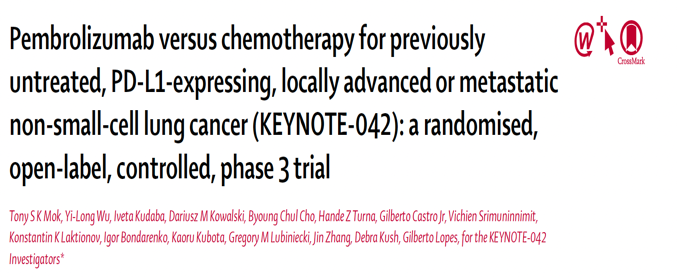 Pembrolizumab versus chemotherapy for previously
untreated, PD-L1-expressing, locally advanced or metastatic
non-small-cell lung cancer (KEYNOTE-042): a randomised,
open-label, controlled, phase 3 trial
W
CrossMark
Tony S K Mok, Yi-Long Wu, Iveta Kudaba, Dariusz M Kowalski, Byoung Chul Cho, Hande Z Turna, Gilberto Castro Jr, Vichien Srimuninnimit,
Konstantin K Laktionov, Igor Bondarenko, Kaoru Kubota, Gregory M Lubiniecki, Jin Zhang, Debra Kush, Gilberto Lopes, for the KEYNOTE-042
Investigators*